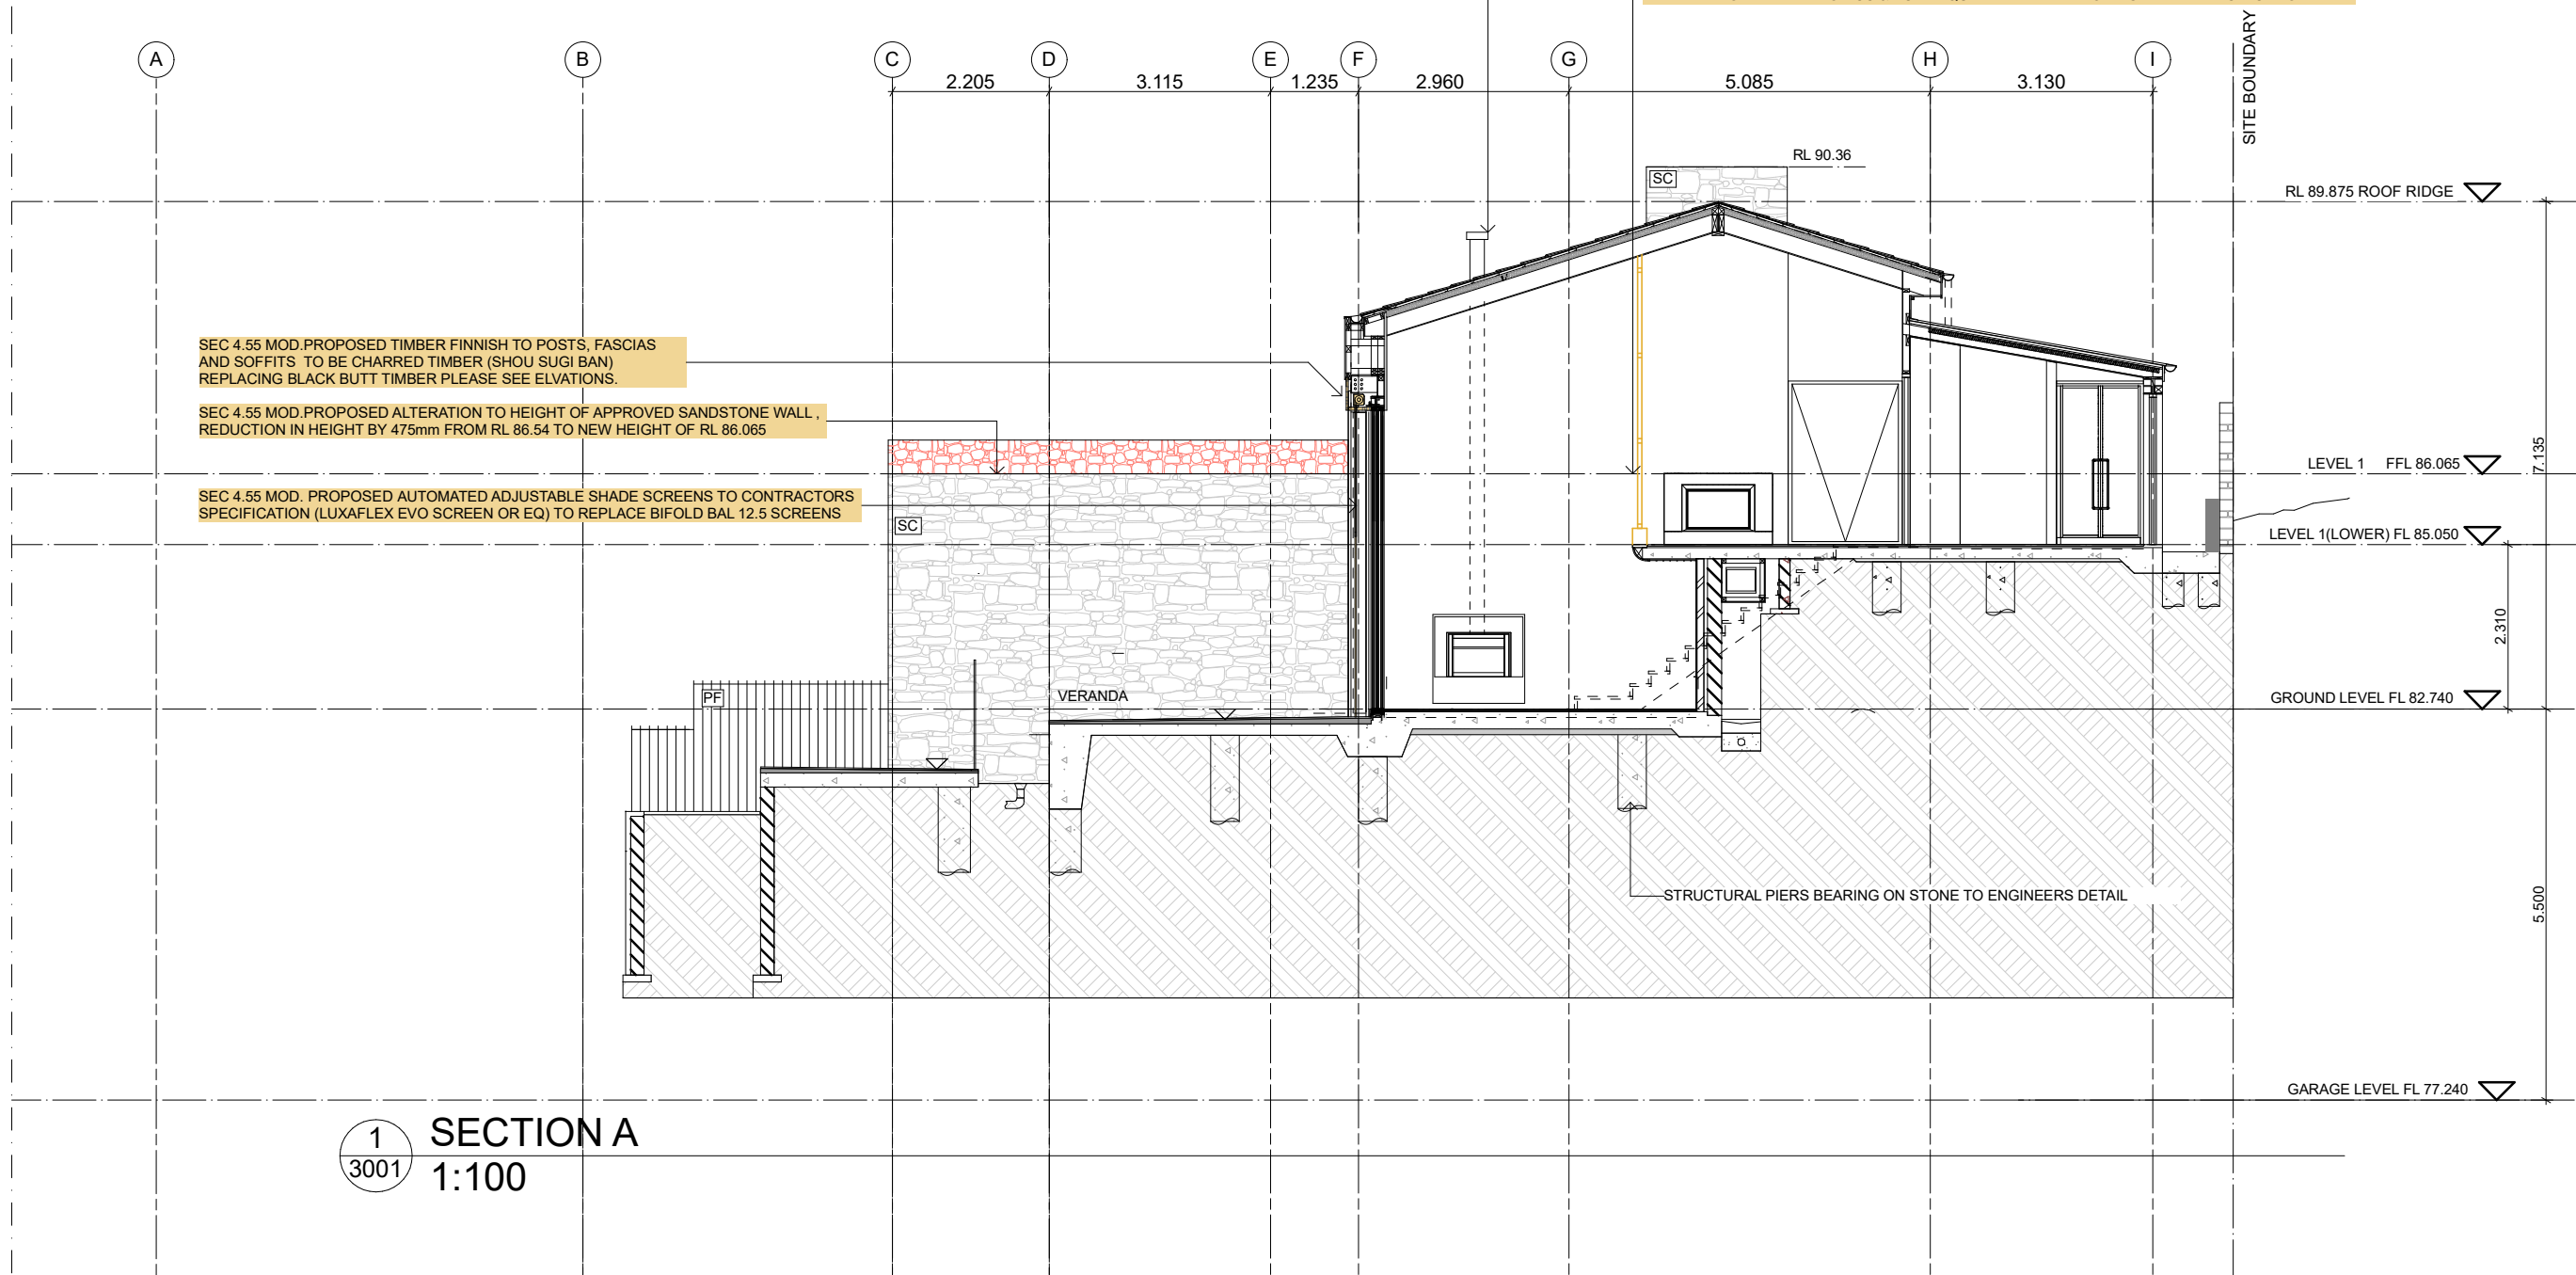 A
B
C
D
E
F
G
H
I
2.205
3.115
1.235
2.960
5.085
3.130
SITE BOUNDARY
RL 90.36
SC
RL 89.875 ROOF RIDGE
SEC 4.55 MOD.PROPOSED TIMBER FINNISH TO POSTS, FASCIAS
AND SOFFITS TO BE CHARRED TIMBER (SHOU SUGI BAN)
REPLACING BLACK BUTT TIMBER PLEASE SEE ELVATIONS.
SEC 4.55 MOD.PROPOSED ALTERATION TO HEIGHT OF APPROVED SANDSTONE WALL ,
REDUCTION IN HEIGHT BY 475mm FROM RL 86.54 TO NEW HEIGHT OF RL 86.065
7.135
LEVEL 1 FFL 86.065
SEC 4.55 MOD. PROPOSED AUTOMATED ADJUSTABLE SHADE SCREENS TO CONTRACTORS
SPECIFICATION (LUXAFLEX EVO SCREEN OR EQ) TO REPLACE BIFOLD BAL 12.5 SCREENS
SC
LEVEL 1(LOWER) FL 85.050
2.310
PF
VERANDA
GROUND LEVEL FL 82.740
STRUCTURAL PIERS BEARING ON STONE TO ENGINEERS DETAIL
5.500
GARAGE LEVEL FL 77.240
1
3001
SECTION A
1:100